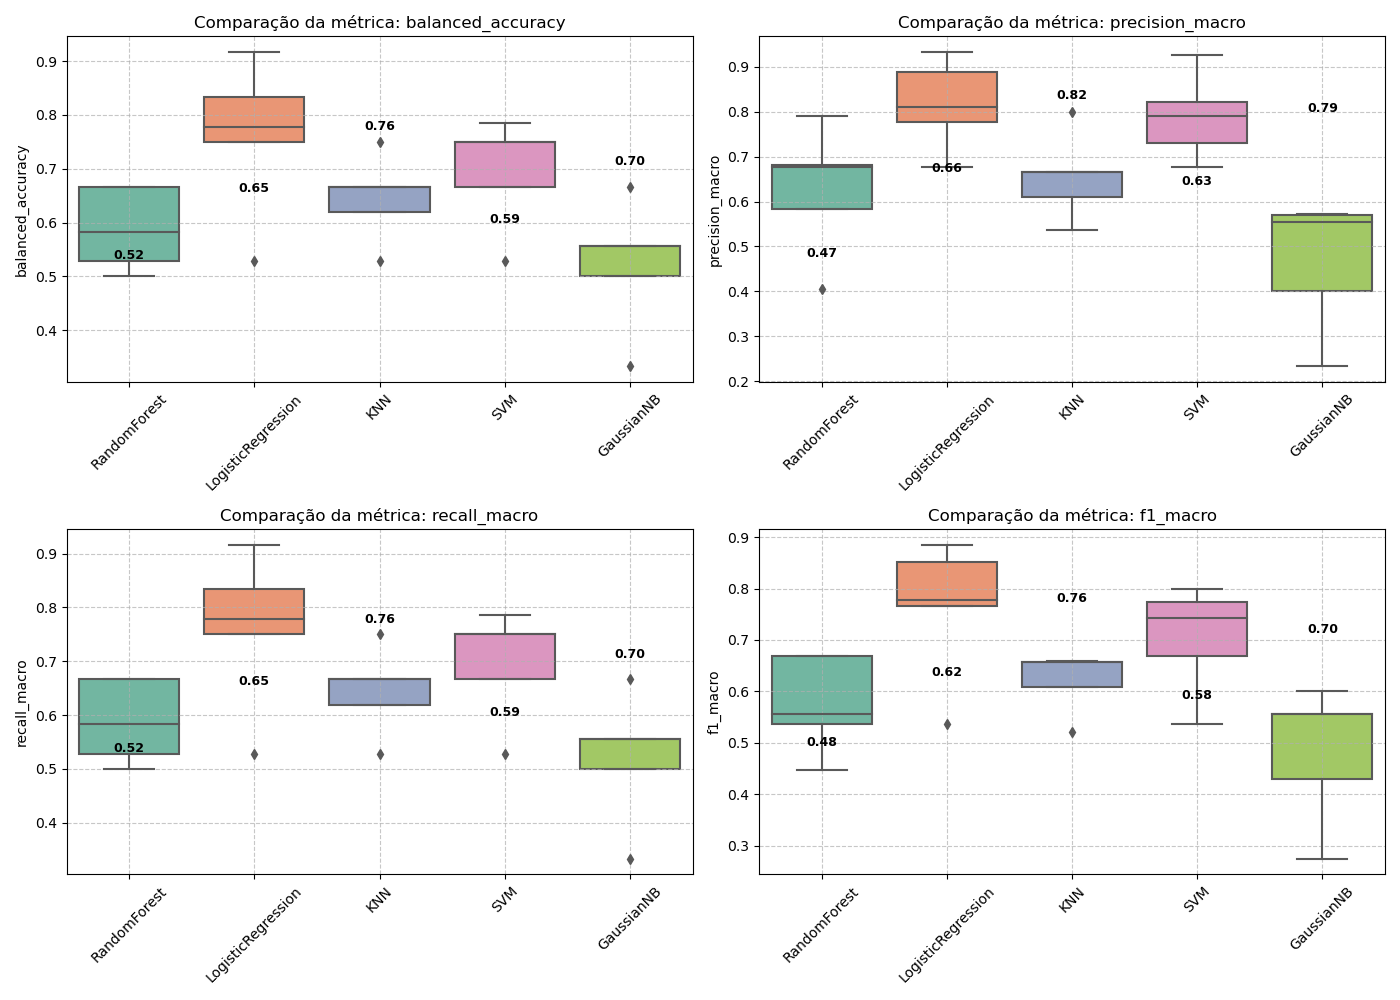 Comparação da métrica: balanced_accuracy
balanced_accuracy
0.9
0.8
0.7
0.6
0.5
0.4
0.52
0.65
0.76
0.59
0.70
RandomForest
LogisticRegression
KNN
SVM
GaussianNB
Comparação da métrica: precision_macro
precision_macro
0.9
0.8
0.7
0.6
0.5
0.4
0.3
0.2
0.47
0.66
0.82
0.63
0.79
RandomForest
LogisticRegression
KNN
SVM
GaussianNB
Comparação da métrica: recall_macro
recall_macro
0.9
0.8
0.7
0.6
0.5
0.4
0.52
0.65
0.76
0.59
0.70
RandomForest
LogisticRegression
KNN
SVM
GaussianNB
Comparação da métrica: f1_macro
f1_macro
0.9
0.8
0.7
0.6
0.5
0.4
0.3
0.48
0.62
0.76
0.58
0.70
RandomForest
LogisticRegression
KNN
SVM
GaussianNB